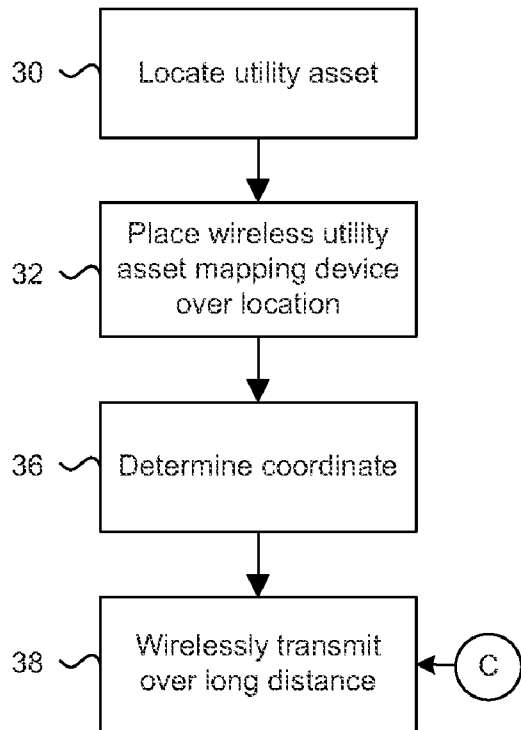 30
Locate utility asset
32
Place wireless utility
asset mapping device
over location
36
Determine coordinate
38
Wirelessly transmit
over long distance
C